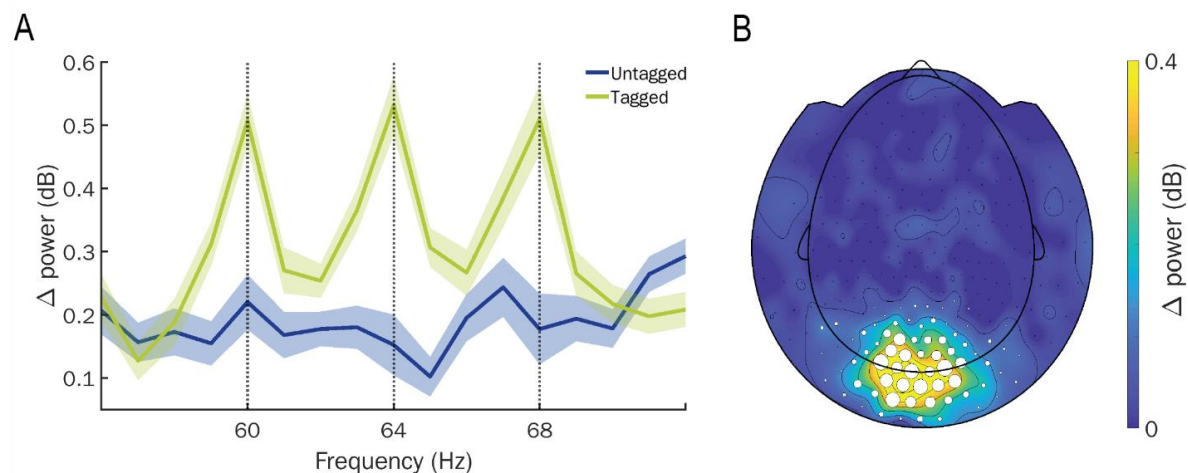 A
0.6
0.5
0.4
0.3
0.2
0.1
Δ power (dB)
60
64
68
Frequency (Hz)
Untagged
Tagged
B
0.4
0
Δ power (dB)